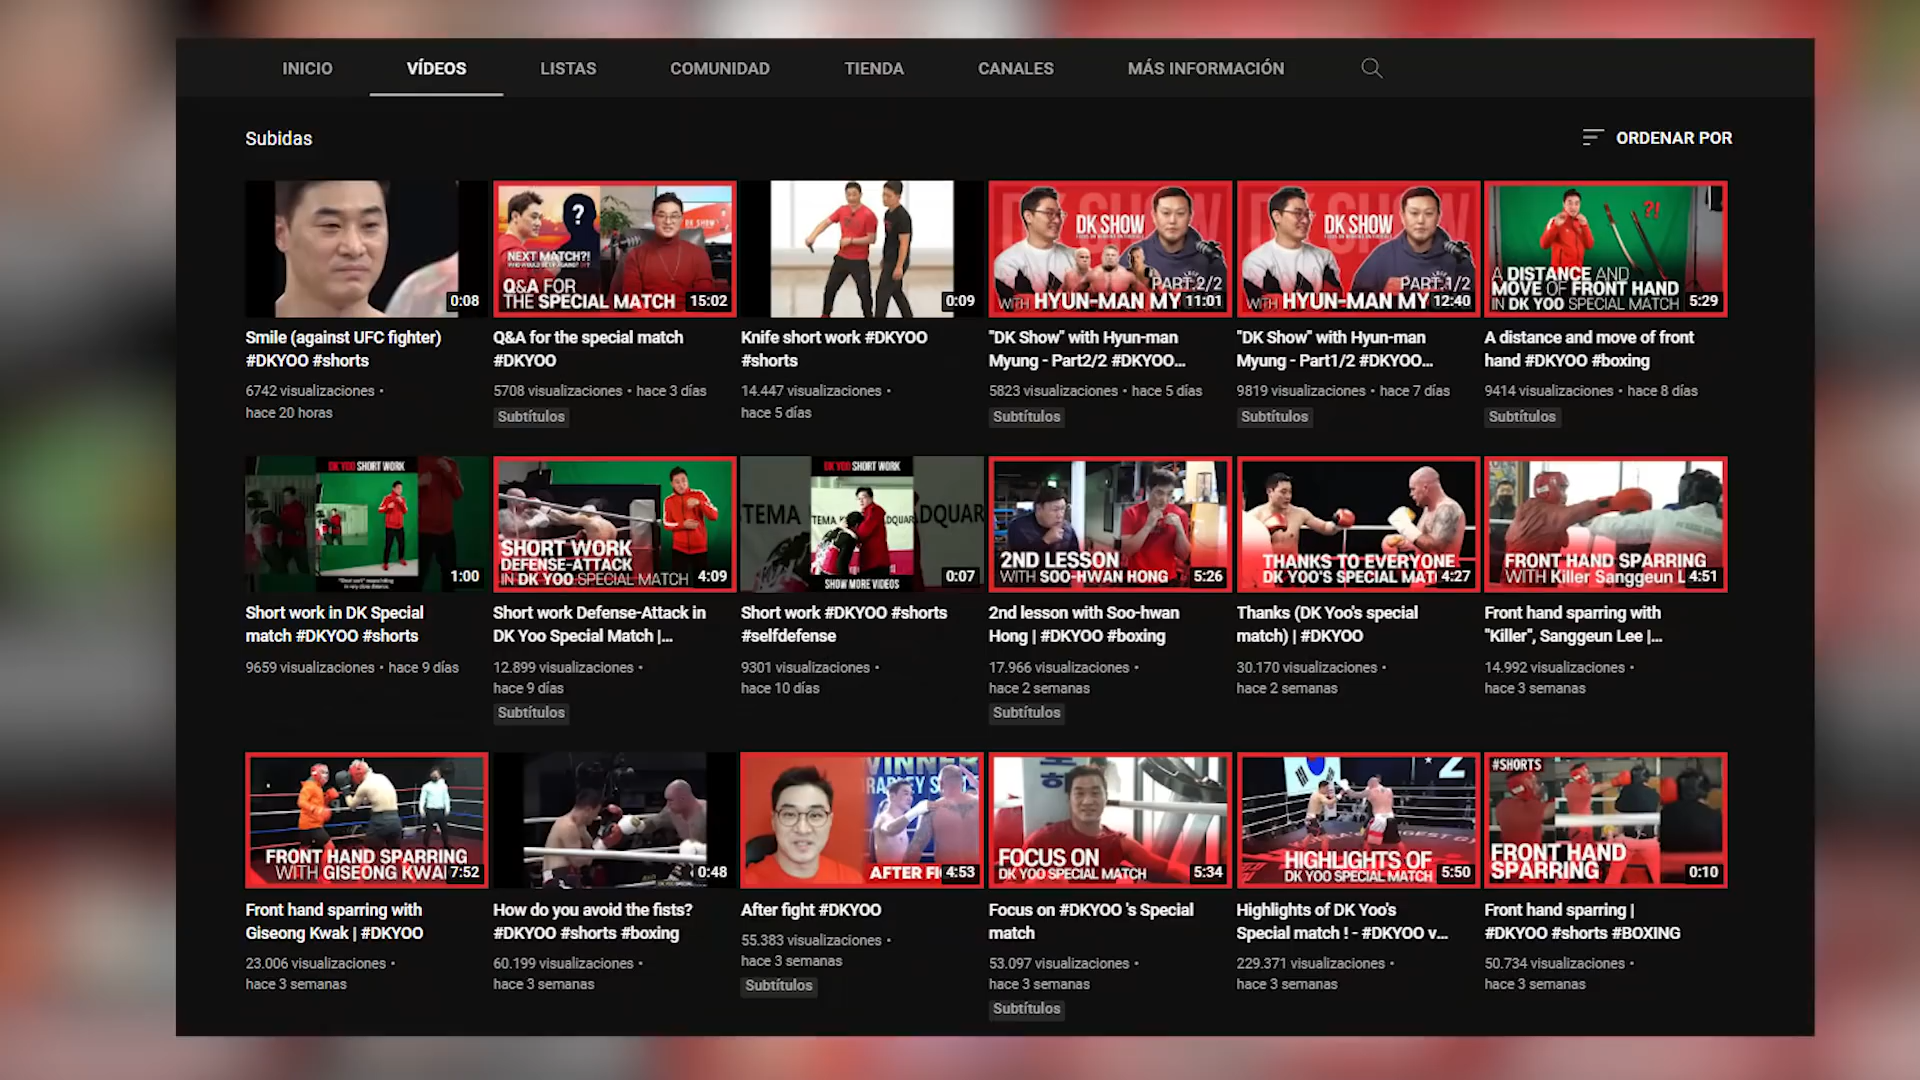 INICIO
VÍDEOS
LISTAS
COMUNIDAD
TIENDA
CANALES
MÁS INFORMACIÓN
Subidas
ORDENAR POR
0:08
Smile (against UFC fighter)
#DKYOO #shorts
6742 visualizaciones •
hace 20 horas
?
DK SHOW
NEXT MATCH?!
Q&A FOR
THE SPECIAL MATCH
15:02
Q&A for the special match
#DKYOO
5708 visualizaciones • hace 3 días
Subtítulos
0:09
Knife short work #DKYOO
#shorts
14.447 visualizaciones •
hace 5 días
DK SHOW
PART.2/2
WITH HYUN-MAN MY
11:01
"DK Show" with Hyun-man
Myung - Part2/2 #DKYOO...
5823 visualizaciones • hace 5 días
Subtítulos
DK SHOW
PART.1/2
WITH HYUN-MAN MY
12:40
"DK Show" with Hyun-man
Myung - Part1/2 #DKYOO...
9819 visualizaciones • hace 7 días
Subtítulos
?!
A DISTANCE AND
MOVE OF FRONT HAND
IN DK YOO SPECIAL MATCH
5:29
A distance and move of front
hand #DKYOO #boxing
9414 visualizaciones • hace 8 días
Subtítulos
DK YOO SHORT WORK
1:00
Short work in DK Special
match #DKYOO #shorts
9659 visualizaciones • hace 9 días
SHORT WORK
DEFENSE-ATTACK
IN DK YOO SPECIAL MATCH
4:09
Short work Defense-Attack in
DK Yoo Special Match |...
12.899 visualizaciones •
hace 9 días
Subtítulos
DK YOO SHORT WORK
SHOW MORE VIDEOS
0:07
Short work #DKYOO #shorts
#selfdefense
9301 visualizaciones •
hace 10 días
2ND LESSON
WITH SOO-HWAN HONG
5:26
2nd lesson with Soo-hwan
Hong | #DKYOO #boxing
17.966 visualizaciones •
hace 2 semanas
Subtítulos
THANKS TO EVERYONE
DK YOO'S SPECIAL MAT
4:27
Thanks (DK Yoo's special
match) | #DKYOO
30.170 visualizaciones •
hace 2 semanas
FRONT HAND SPARRING
WITH Killer Sanggeun L
4:51
Front hand sparring with
"Killer", Sanggeun Lee |...
14.992 visualizaciones •
hace 3 semanas
FRONT HAND SPARRING
WITH GISEONG KWAK
7:52
Front hand sparring with
Giseong Kwak | #DKYOO
23.006 visualizaciones •
hace 3 semanas
0:48
How do you avoid the fists?
#DKYOO #shorts #boxing
60.199 visualizaciones •
hace 3 semanas
AFTER FI
4:53
After fight #DKYOO
55.383 visualizaciones •
hace 3 semanas
Subtítulos
FOCUS ON
DK YOO SPECIAL MATCH
5:34
Focus on #DKYOO 's Special
match
53.097 visualizaciones •
hace 3 semanas
Subtítulos
HIGHLIGHTS OF
DK YOO SPECIAL MATCH
5:50
Highlights of DK Yoo's
Special match ! - #DKYOO v...
229.371 visualizaciones •
hace 3 semanas
#SHORTS
FRONT HAND
SPARRING
0:10
Front hand sparring |
#DKYOO #shorts #BOXING
50.734 visualizaciones •
hace 3 semanas